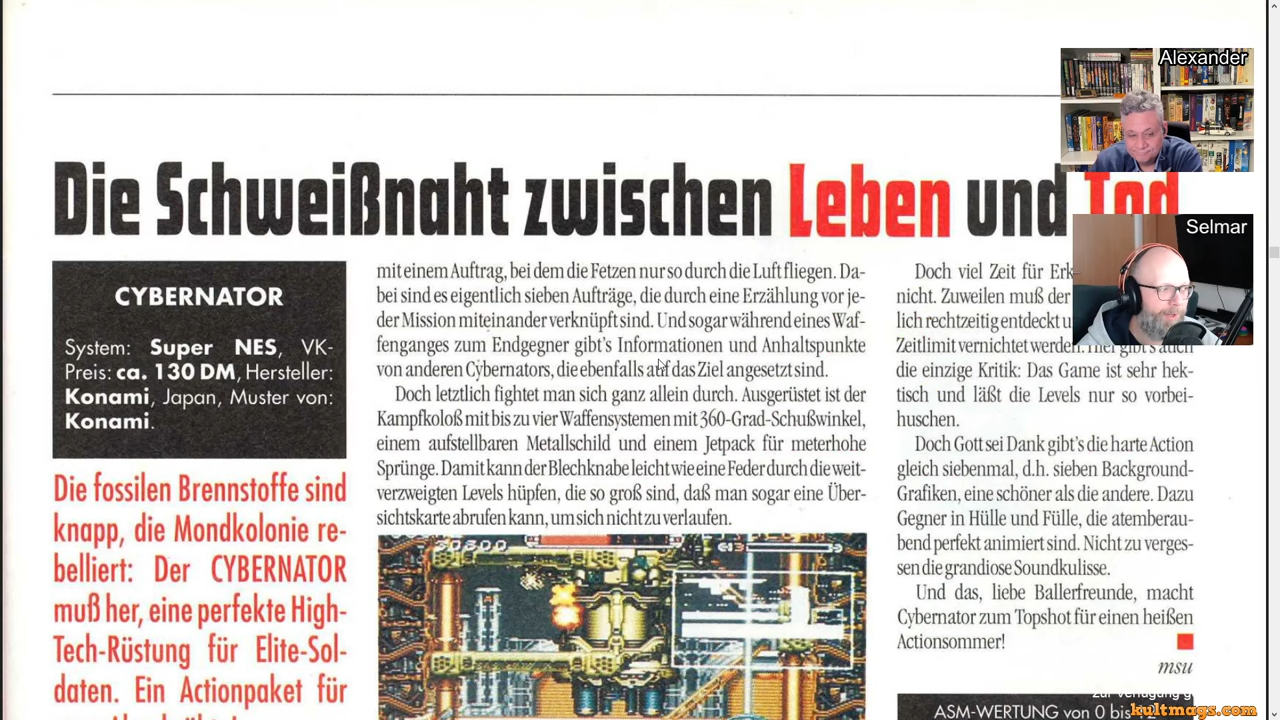 Alexander
Selmar
Die Schweißnaht zwischen Leben und Tod
CYBERNATOR
System: Super NES, VK-
Preis: ca. 130 DM, Hersteller:
Konami, Japan, Muster von:
Konami.
Die fossilen Brennstoffe sind
knapp, die Mondkolonie re-
belliert: Der CYBERNATOR
muß her, eine perfekte High-
Tech-Rüstung für Elite-Sol-
daten. Ein Actionpaket für
mit einem Auftrag, bei dem die Fetzen nur so durch die Luft fliegen. Da-
bei sind es eigentlich sieben Aufträge, die durch eine Erzählung vor je-
der Mission miteinander verknüpft sind. Und sogar während eines Waf-
fenganges zum Endgegner gibt's Informationen und Anhaltspunkte
von anderen Cybernators, die ebenfalls auf das Ziel angesetzt sind.
Doch letztlich fightet man sich ganz allein durch. Ausgerüstet ist der
Kampfkoloß mit bis zu vier Waffensystemen mit 360-Grad-Schußwinkel,
einem aufstellbaren Metallschild und einem Jetpack für meterhohe
Sprünge. Damit kann der Blechknabe leicht wie eine Feder durch die weit-
verzweigten Levels hüpfen, die so groß sind, daß man sogar eine Über-
sichtskarte abrufen kann, um sich nicht zu verlaufen.
Doch viel Zeit für
nicht. Zuweilen muß der
lich rechtzeitig entdeckt
Zeitlimit vernichtet werden. Hier gibt's auch
die einzige Kritik: Das Game ist sehr hek-
tisch und läßt die Levels nur so vorbei-
huschen.
Doch Gott sei Dank gibt's die harte Action
gleich siebenmal, d.h. sieben Background-
Grafiken, eine schöner als die andere. Dazu
Gegner in Hülle und Fülle, die atemberau-
bend perfekt animiert sind. Nicht zu verges-
sen die grandiose Soundkulisse.
Und das, liebe Ballerfreunde, macht
Cybernator zum Topshot für einen heißen
Actionsommer!
msu
ASM-WERTUNG von 0 bis
kultmags.com